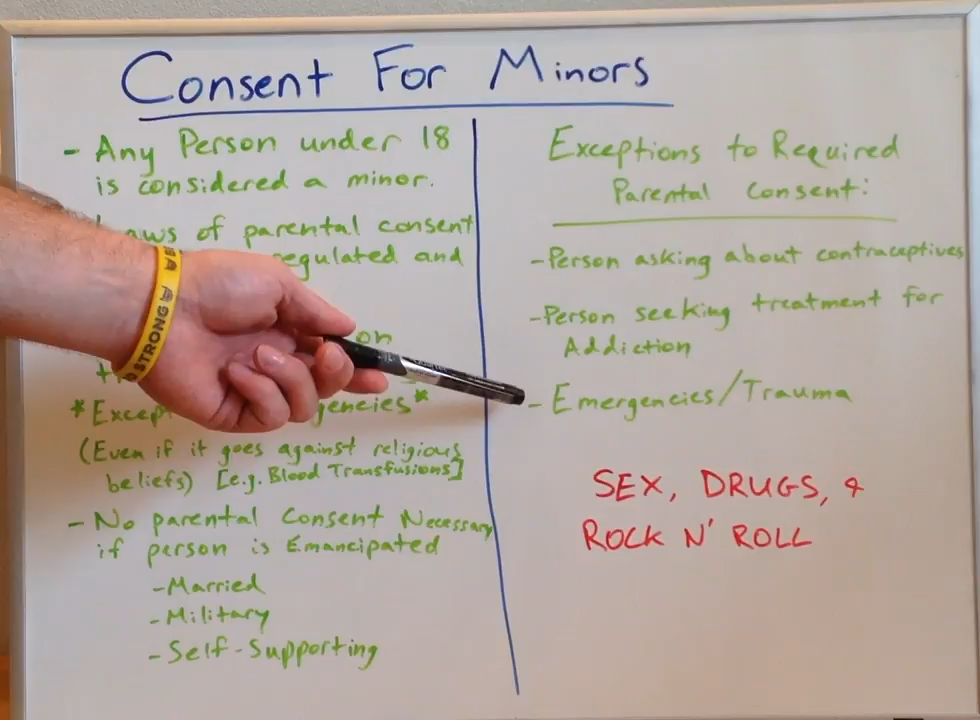 Consent For Minors
- Any Person under 18
is considered a minor.
Laws of parental consent
regulated and
on
*Except
(Even if it goes against religious
beliefs) [e.g. Blood Transfusions]
- No parental Consent Necessary
if person is Emancipated
- Married
- Military
- Self-Supporting
Exceptions to Required
Parental Consent:
- Person asking about contraceptives
- Person seeking treatment for
Addiction
- Emergencies/Trauma
SEX, DRUGS, &
ROCK N' ROLL
STRONG